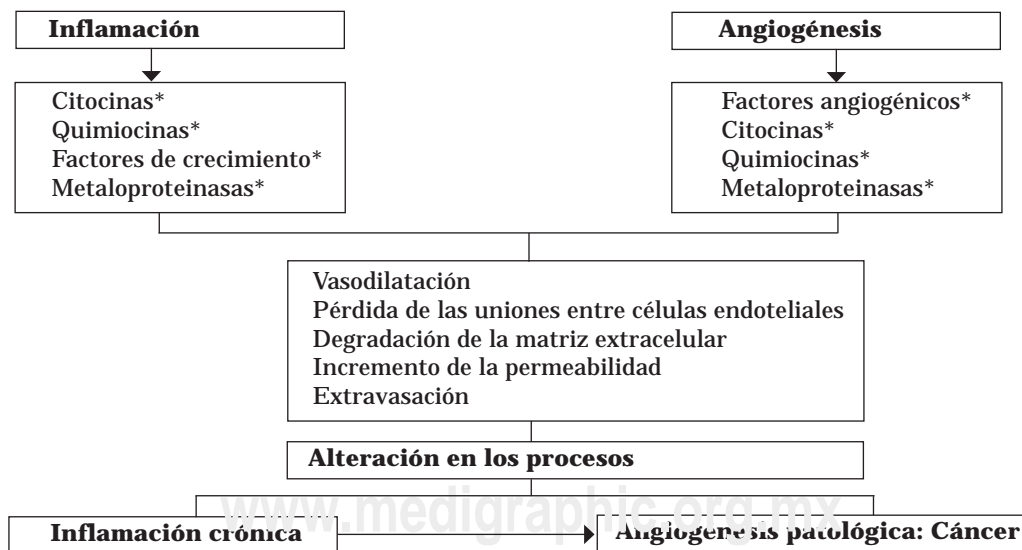 Inflamación
Angiogénesis
Citocinas*
Quimiocinas*
Factores de crecimiento*
Metaloproteinasas*
Factores angiogénicos*
Citocinas*
Quimiocinas*
Metaloproteinasas*
Vasodilatación
Pérdida de las uniones entre células endoteliales
Degradación de la matriz extracelular
Incremento de la permeabilidad
Extravasación
Alteración en los procesos
www.medigraphic.org.mx
Inflamación crónica
Angiogénesis patológica: Cáncer